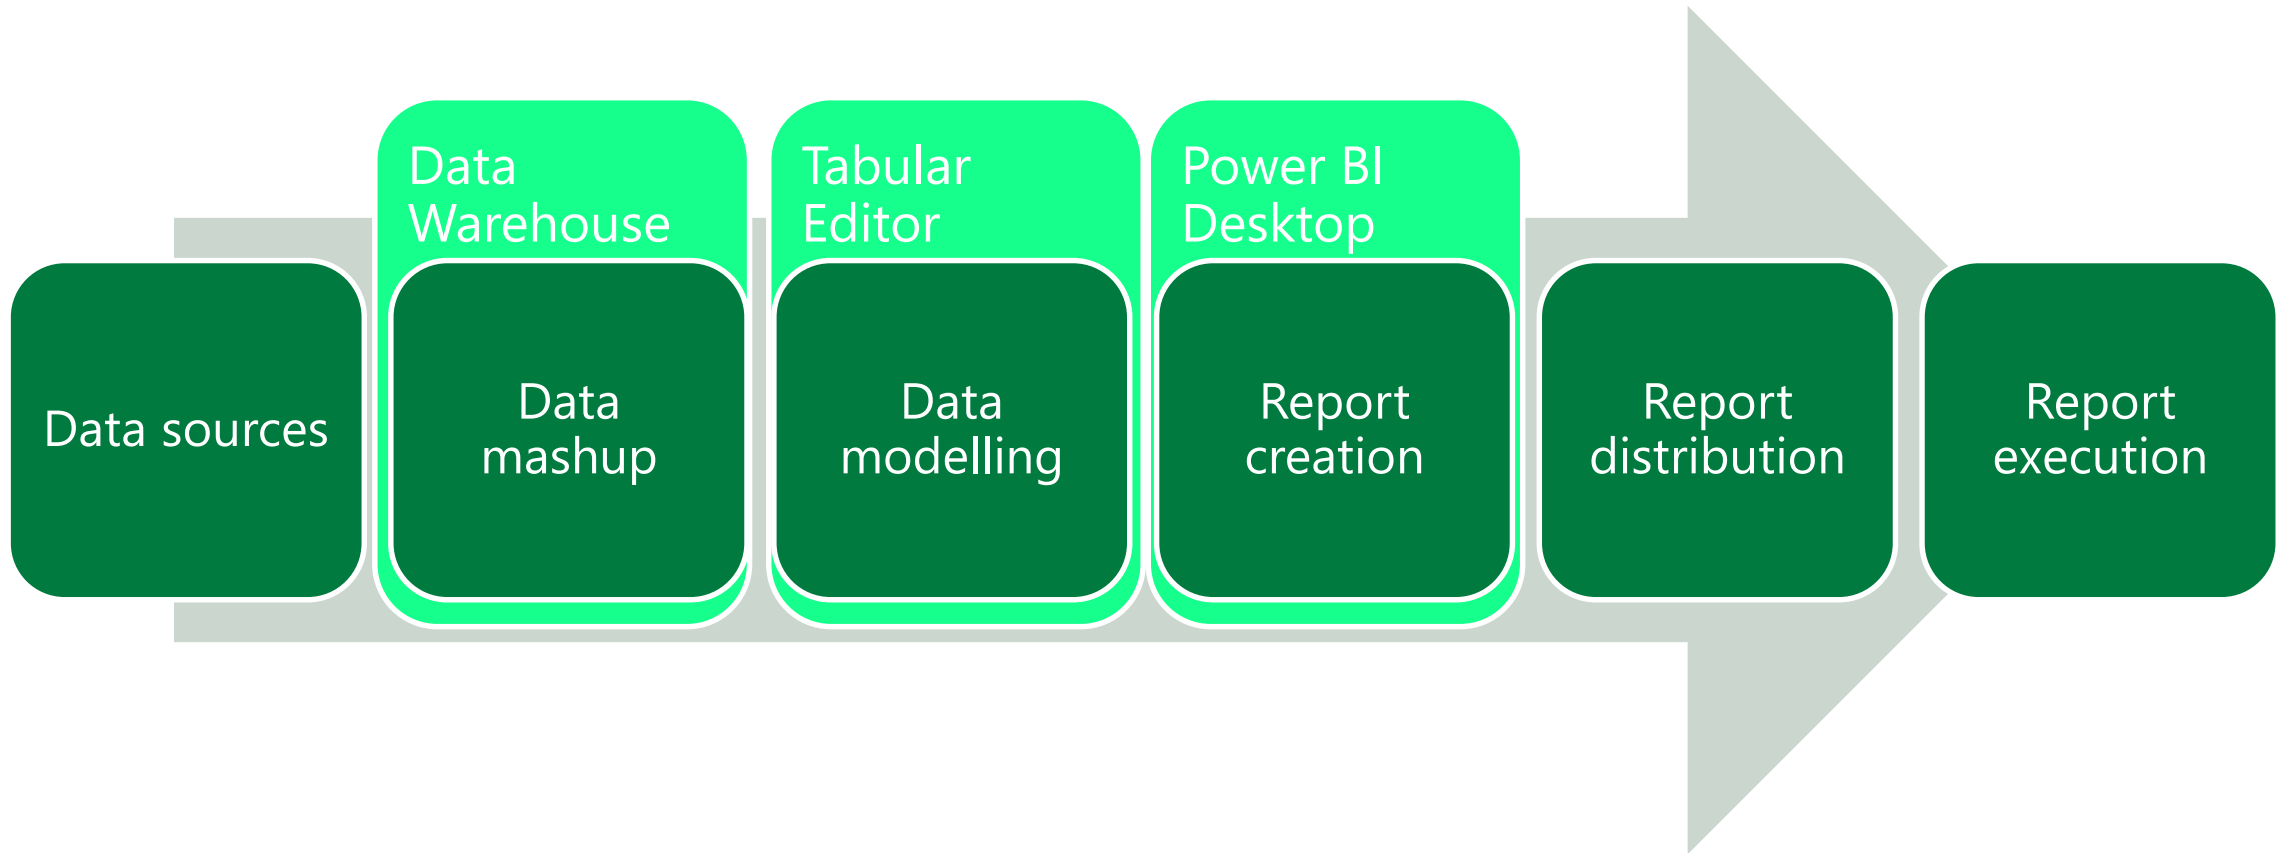 Data
Warehouse
Tabular
Editor
Power BI
Desktop
Data sources
Data
mashup
Data
modelling
Report
creation
Report
distribution
Report
execution